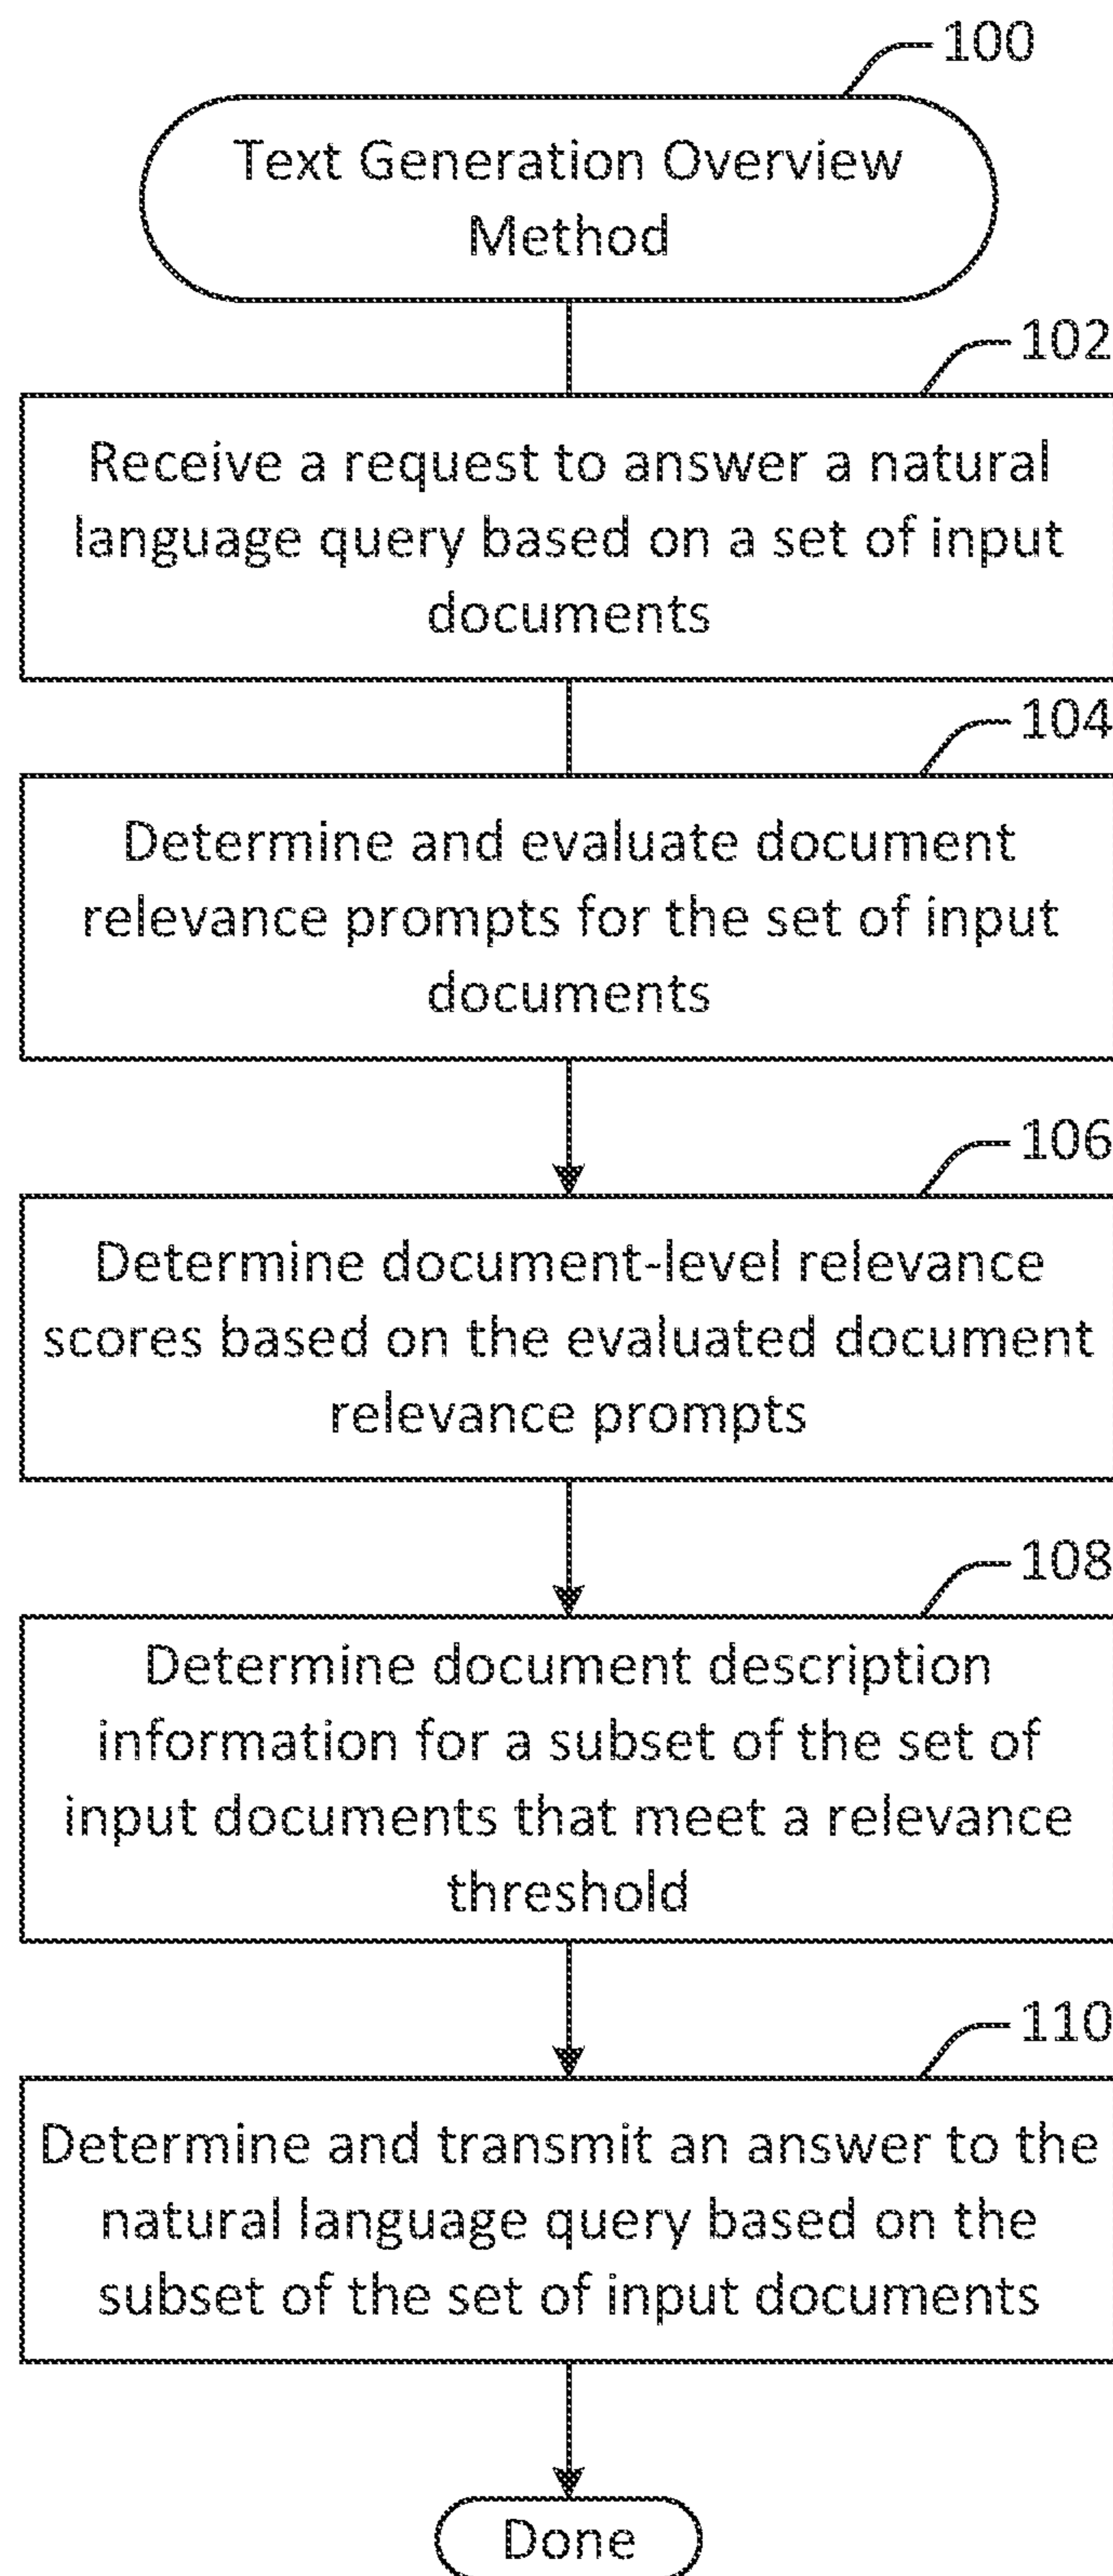 100
Text Generation Overview
Method
102
Receive a request to answer a natural
language query based on a set of input
documents
104
Determine and evaluate document
relevance prompts for the set of input
documents
106
Determine document-level relevance
scores based on the evaluated document
relevance prompts
108
Determine document description
information for a subset of the set of
input documents that meet a relevance
threshold
110
Determine and transmit an answer to the
natural language query based on the
subset of the set of input documents
Done